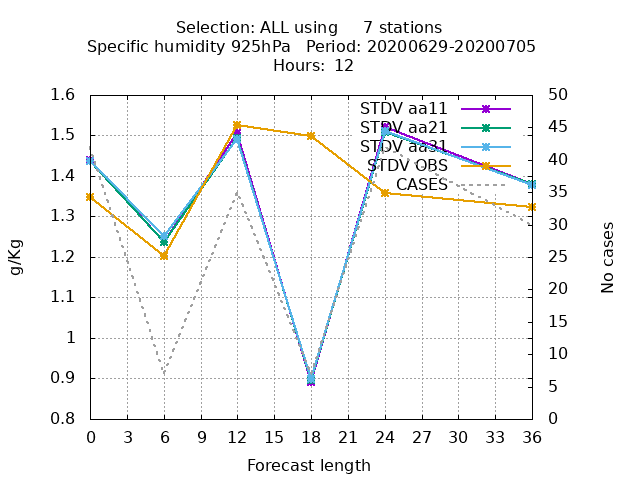 Selection: ALL using     7 stations
Specific humidity 925hPa   Period: 20200629-20200705
Hours:  12
STDV aa11
STDV aa21
STDV aa31
STDV OBS
CASES
1.6
1.5
1.4
1.3
1.2
1.1
1
0.9
0.8
50
45
40
35
30
25
20
15
10
5
0
g/Kg
No cases
0 3 6 9 12 15 18 21 24 27 30 33 36
Forecast length